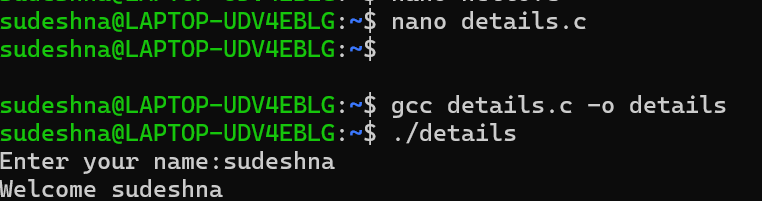 sudeshna@LAPTOP-UDV4EBLG:~$ nano details.c
sudeshna@LAPTOP-UDV4EBLG:~$
sudeshna@LAPTOP-UDV4EBLG:~$ gcc details.c -o details
sudeshna@LAPTOP-UDV4EBLG:~$ ./details
Enter your name:sudeshna
Welcome sudeshna